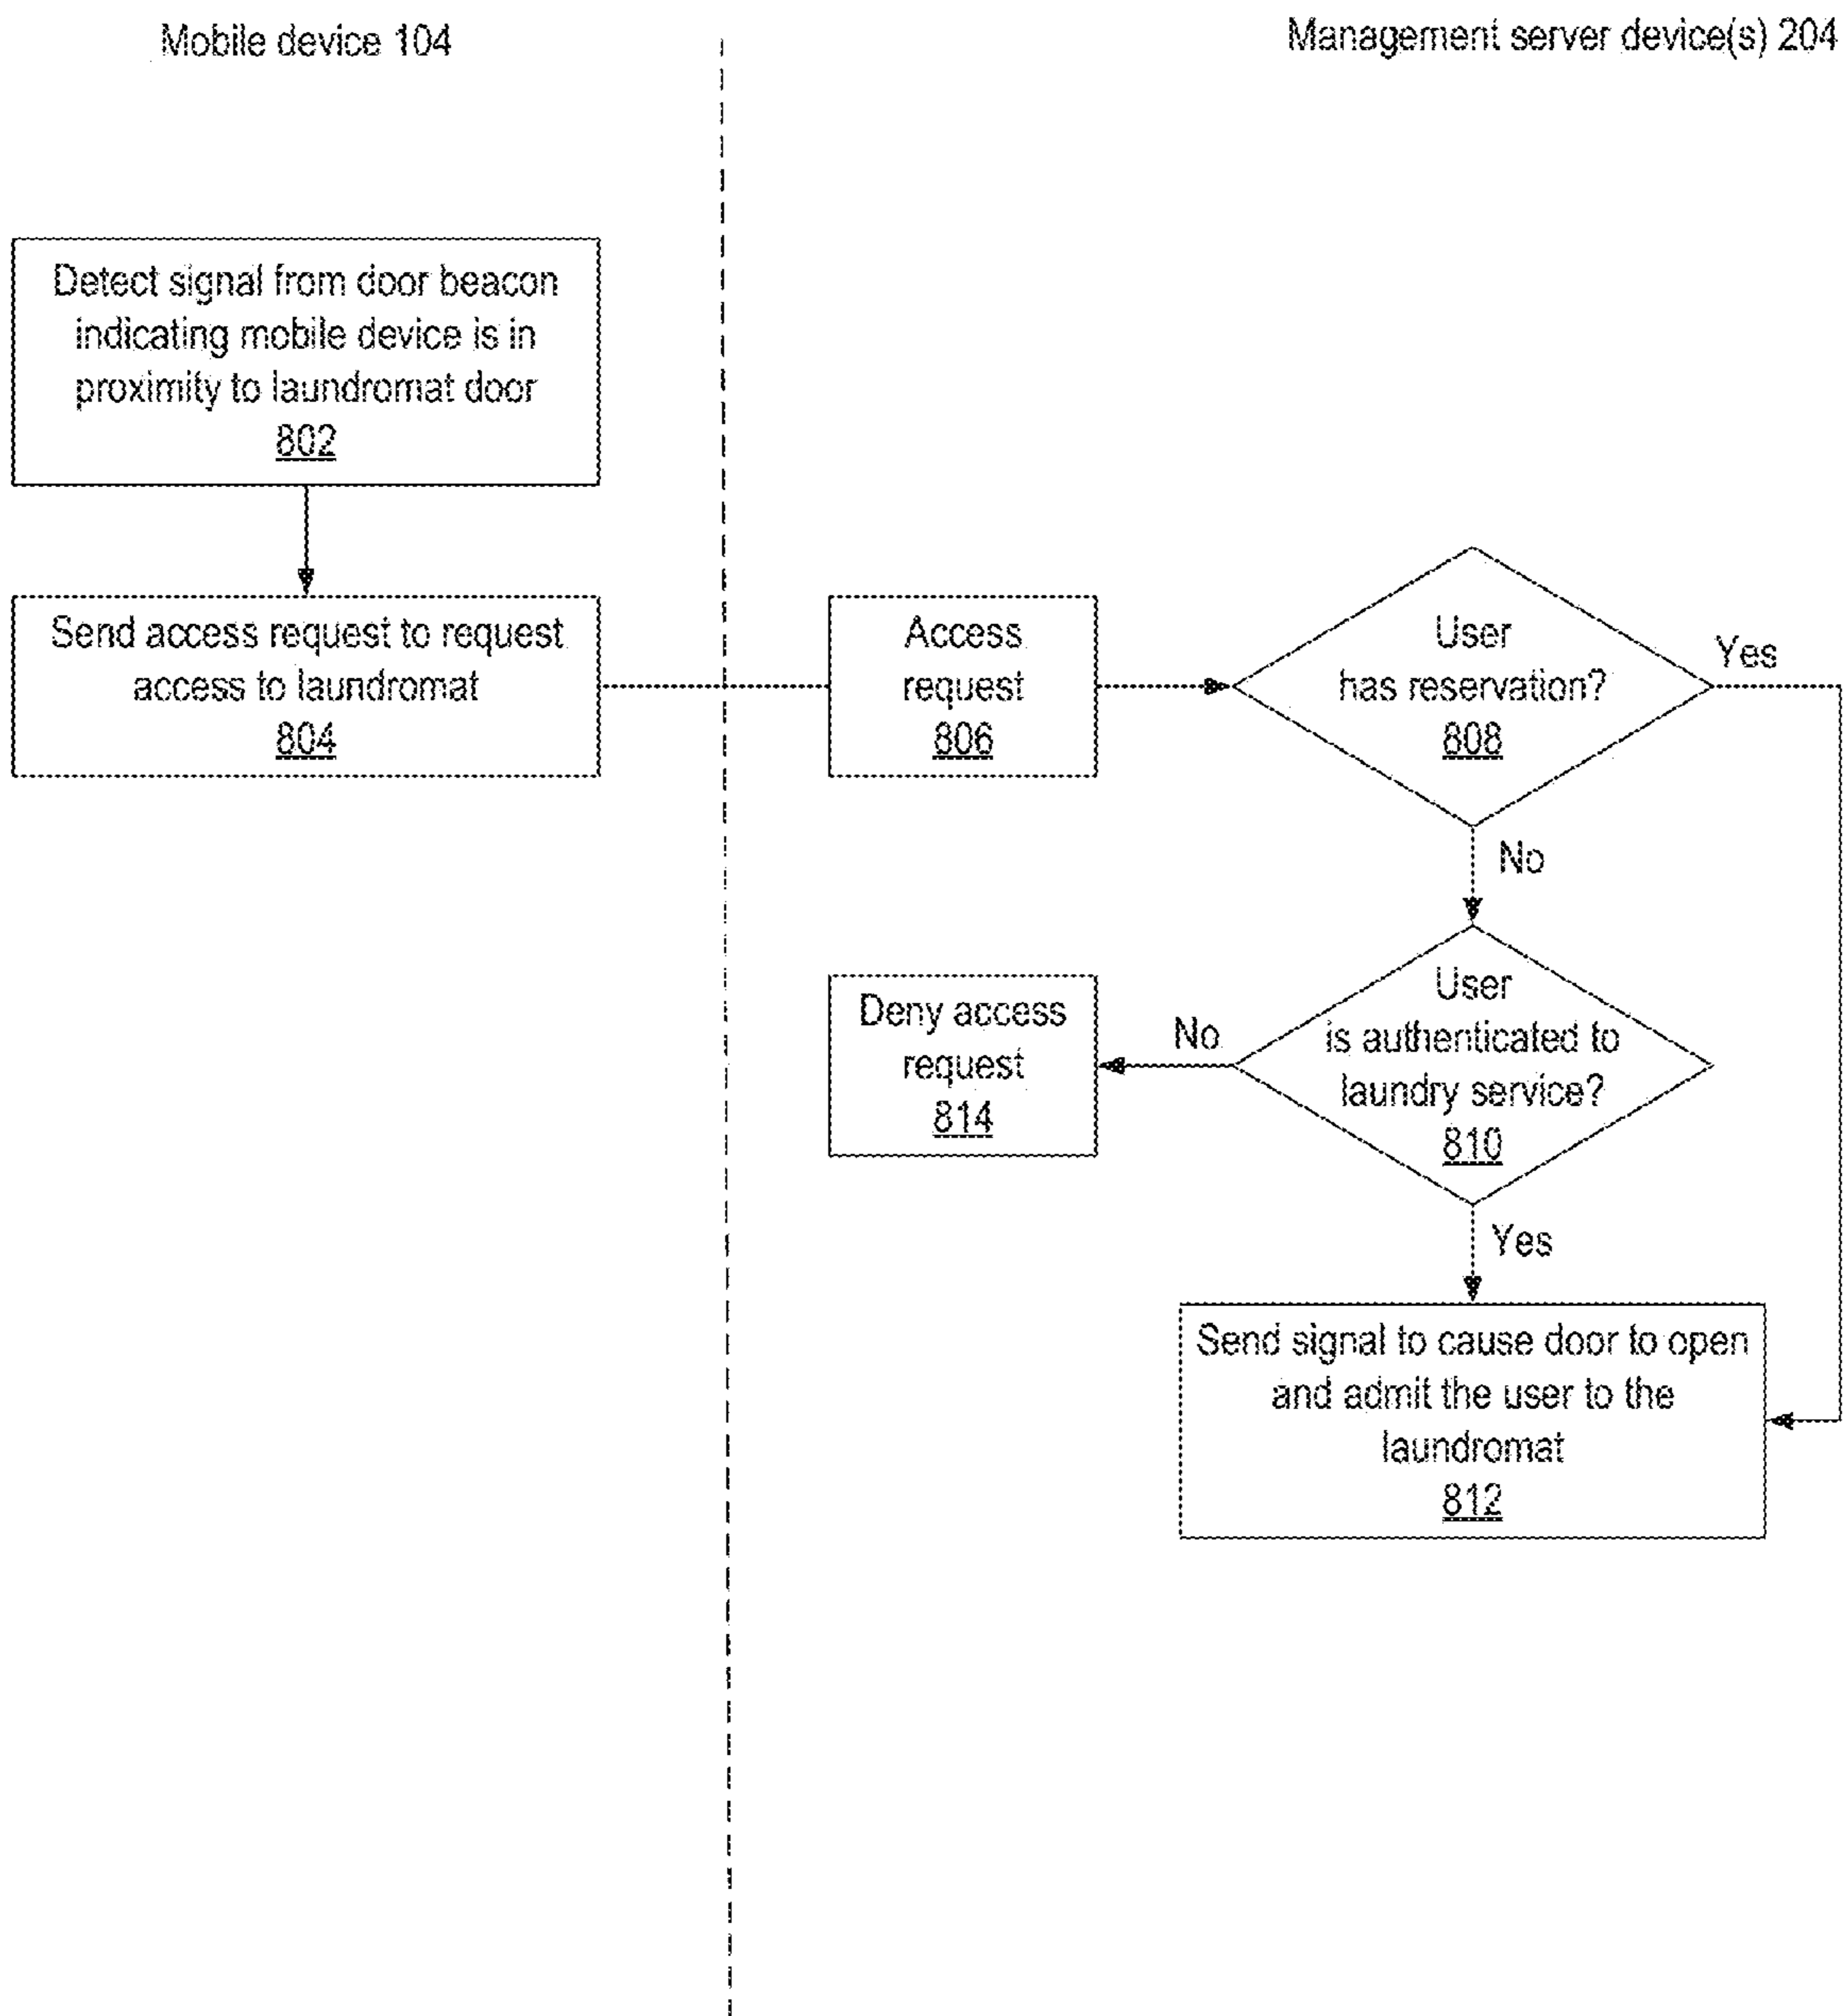 Mobile device 104
Management server device(s) 204
Detect signal from door beacon
indicating mobile device is in
proximity to laundromat door
802
Send access request to request
access to laundromat
804
Access
request
806
User
has reservation?
808
Yes
No
User
is authenticated to
laundry service?
810
No
Deny access
request
814
Yes
Send signal to cause door to open
and admit the user to the
laundromat
812